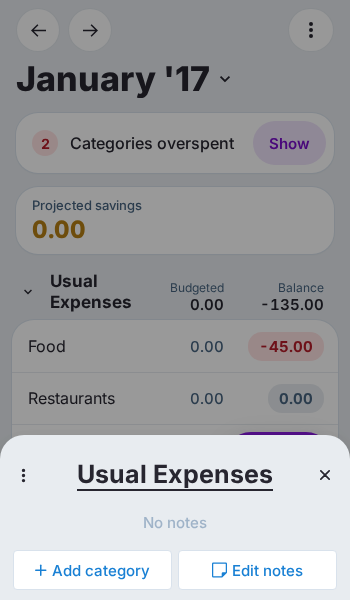 January '17
2 Categories overspent Show
Projected savings
0.00
Usual Expenses
Budgeted
0.00
Balance
-135.00
Food 0.00 -45.00
Restaurants 0.00 0.00
Usual Expenses
No notes
Add category Edit notes